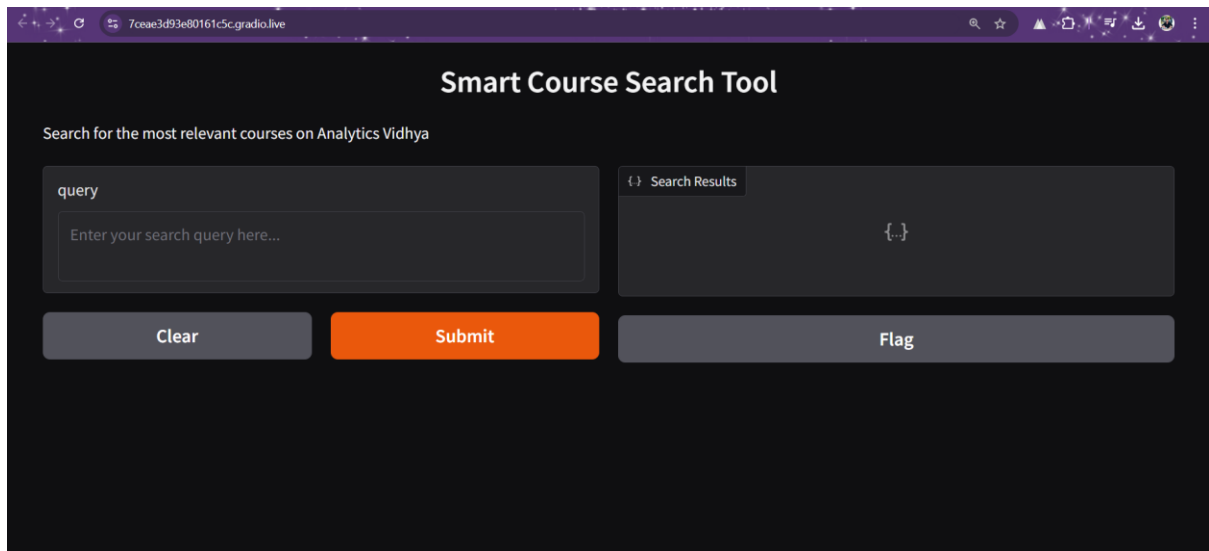 7ceae3d93e80161c5c.gradio.live
Smart Course Search Tool
Search for the most relevant courses on Analytics Vidhya
query
Enter your search query here...
Clear
Submit
{..} Search Results
{...}
Flag